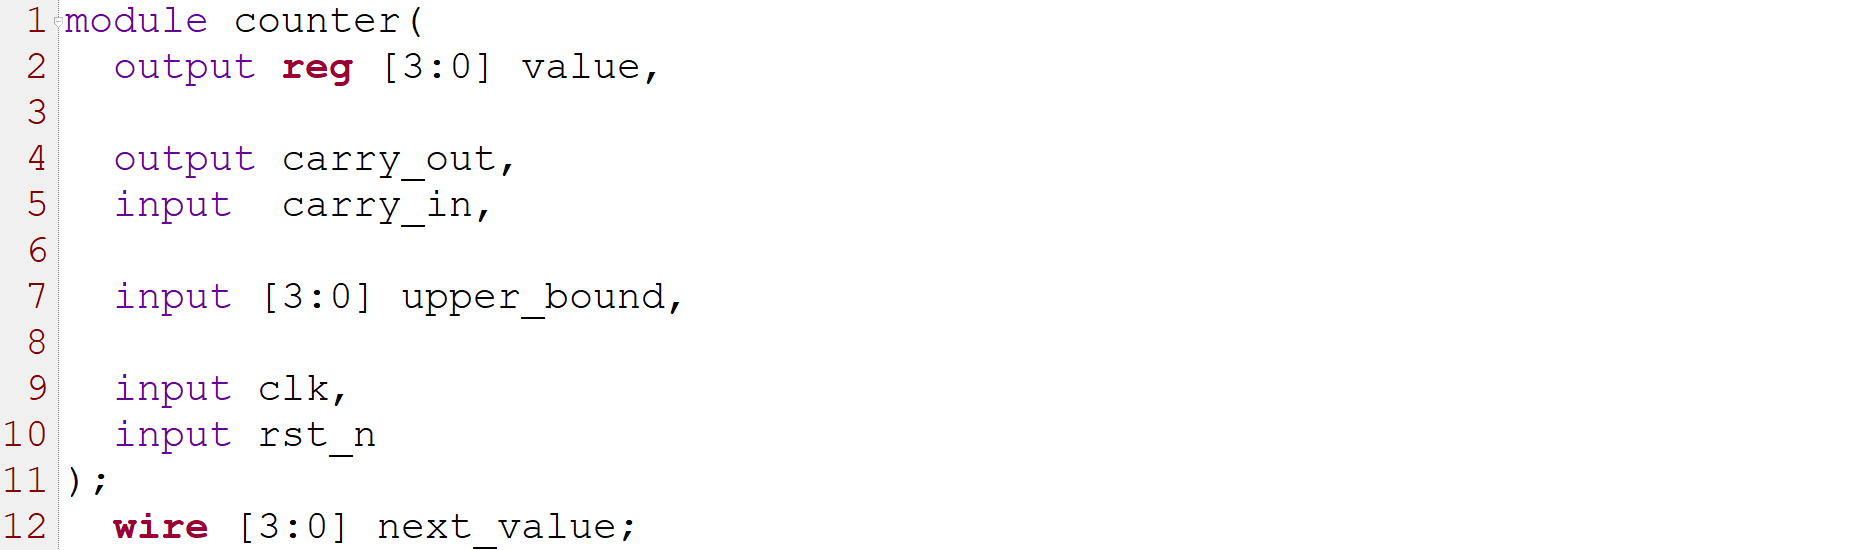 1 module counter(
2   output reg [3:0] value,
3
4   output carry_out,
5   input  carry_in,
6
7   input [3:0] upper_bound,
8
9   input clk,
10   input rst_n
11 );
12   wire [3:0] next_value;